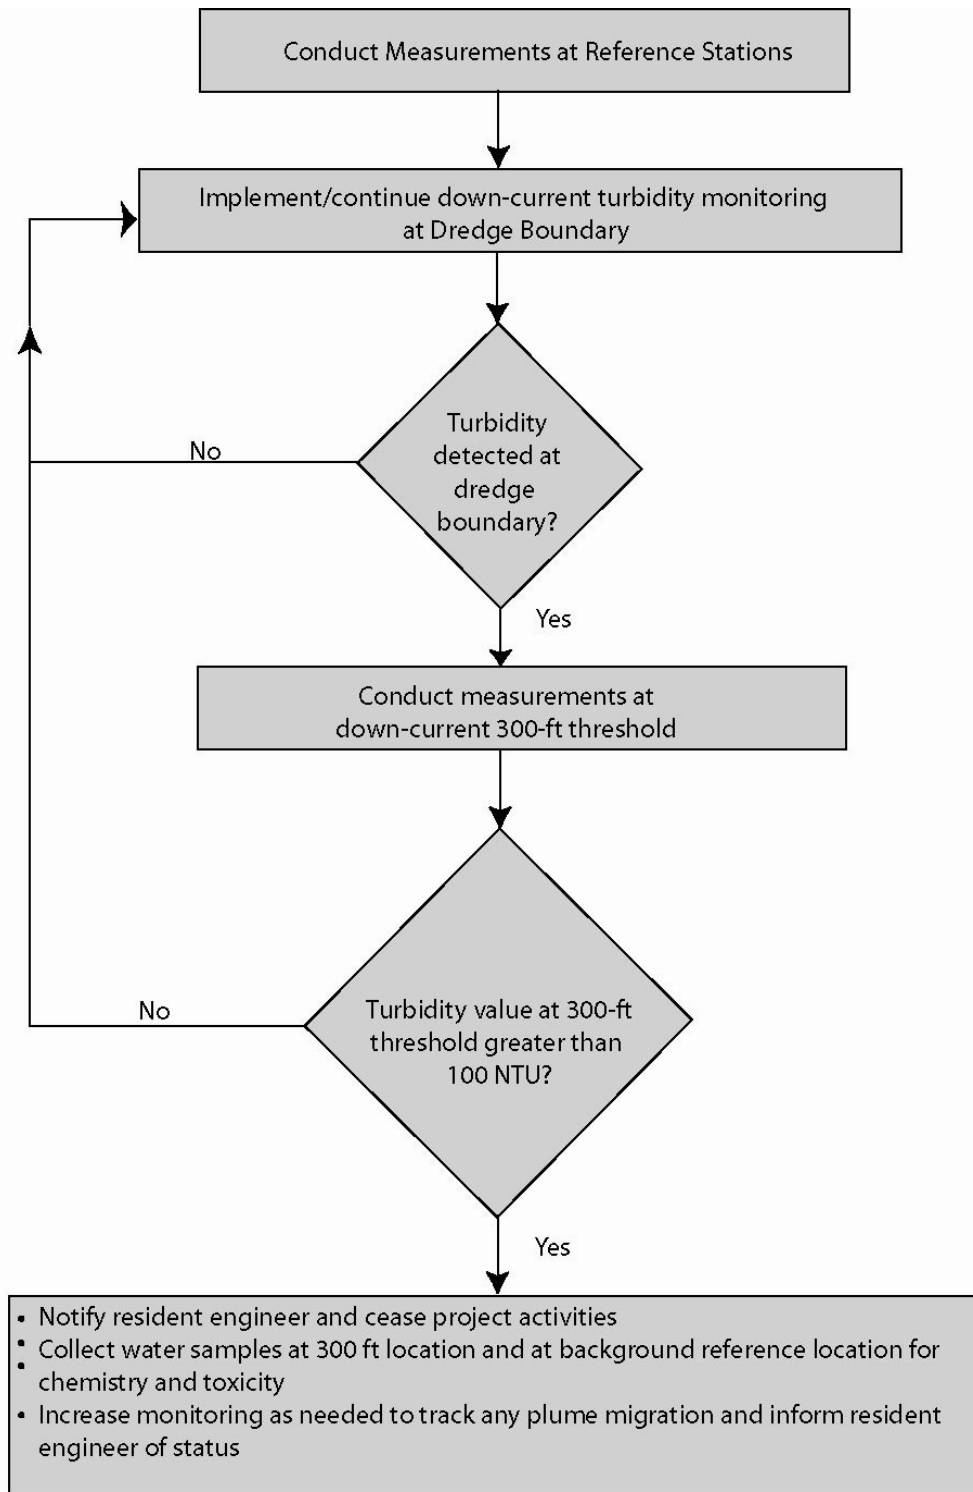 Conduct Measurements at Reference Stations
Implement/continue down-current turbidity monitoring
at Dredge Boundary
Turbidity
detected at
dredge
boundary?
No
Yes
Conduct measurements at
down-current 300-ft threshold
Turbidity value at 300-ft
threshold greater than
100 NTU?
No
Yes
• Notify resident engineer and cease project activities
• Collect water samples at 300 ft location and at background reference location for
• chemistry and toxicity
• Increase monitoring as needed to track any plume migration and inform resident
engineer of status